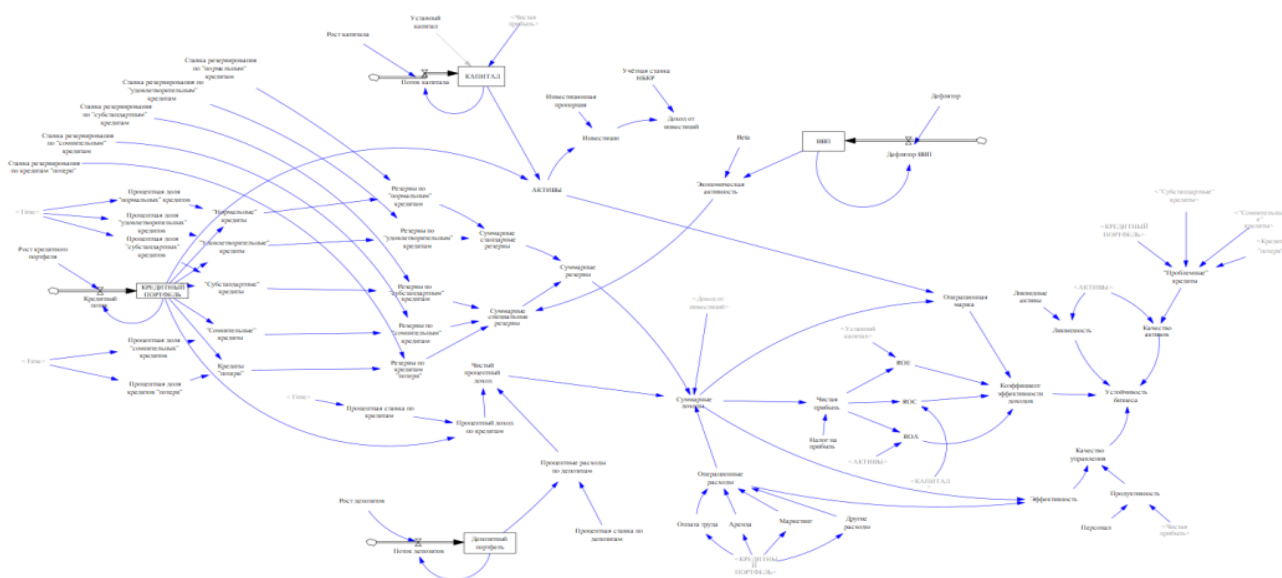 Уставный
капитал
<Чистая
прибыль>
Рост капитала
КАПИТАЛ
Поток капитала
Учётная ставка
НБКР
Инвестиционная
пропорция
Доход от
инвестиций
Инвестиции
Дефлятор
ВВП
Дефлятор ВВП
Бета
Экономическая
активность
АКТИВЫ
Ставка резервирования
по "нормальным"
кредитам
Ставка резервирования по
"удовлетворительным"
кредитам
Ставка резервирования
по "субстандартным"
кредитам
Ставка резервирования
по "сомнительным"
кредитам
Ставка резервирования
по кредитам "потери"
<Time>
Процентная доля
"нормальных" кредитов
Процентная доля
"удовлетворительных"
кредитов
Процентная доля
"субстандартных"
кредитов
Рост кредитного
портфеля
Кредитный
поток
КРЕДИТНЫЙ
ПОРТФЕЛЬ
"Нормальные"
кредиты
"Удовлетворительные"
кредиты
"Субстандартные"
кредиты
"Сомнительные"
кредиты
Кредиты
"потери"
<Time>
Процентная доля
"сомнительных"
кредитов
Процентная доля
кредитов "потери"
Резервы по
"нормальным"
кредитам
Резервы по
"удовлетворительным"
кредитам
Резервы по
"субстандартным"
кредитам
Резервы по
"сомнительным"
кредитам
Резервы по
кредитам
"потери"
Суммарные
стандартные
резервы
Суммарные
специальные
резервы
Суммарные
резервы
Чистый
процентный
доход
<Time>
Процентная ставка по
кредитам
Процентный доход
по кредитам
Процентные расходы
по депозитам
Процентная ставка по
депозитам
Рост депозитов
Поток депозитов
Депозитный
портфель
<Доход от
инвестиций>
Суммарные
доходы
Операционные
расходы
Оплата труда
Аренда
Маркетинг
Другие
расходы
<КРЕДИТНЫ
Й
ПОРТФЕЛЬ>
Операционная
маржа
<Уставный
капитал>
Чистая
прибыль
Налог на
прибыль
ROE
ROC
ROA
<АКТИВЫ>
<КАПИТАЛ
>
Коэффициент
эффективности
доходов
Ликвидные
активы
Ликвидность
<АКТИВЫ>
Качество
активов
<КРЕДИТНЫЙ
ПОРТФЕЛЬ>
<"Субстандартные"
кредиты>
<"Сомнительны
е"
кредиты>
<Кредиты
"потери"
"Проблемные"
кредиты
Устойчивость
бизнеса
Качество
управления
Эффективность
Продуктивность
Персонал
<Чистая
прибыль>